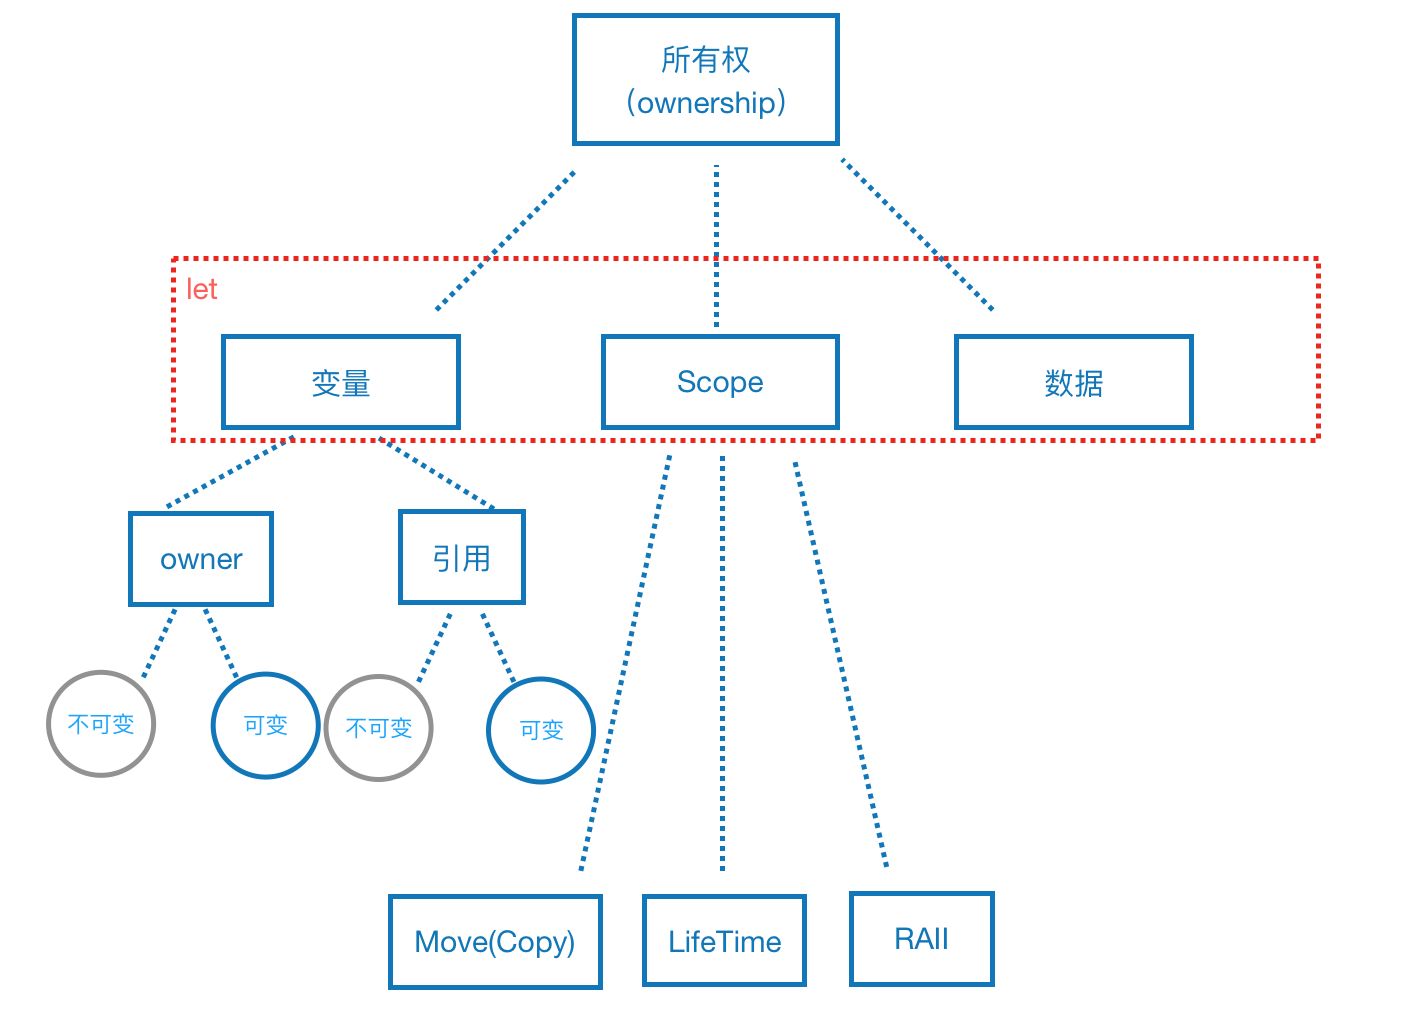 所有权
（ownership）
let
变量
Scope
数据
owner
引用
不可变
可变
不可变
可变
Move(Copy)
LifeTime
RAII